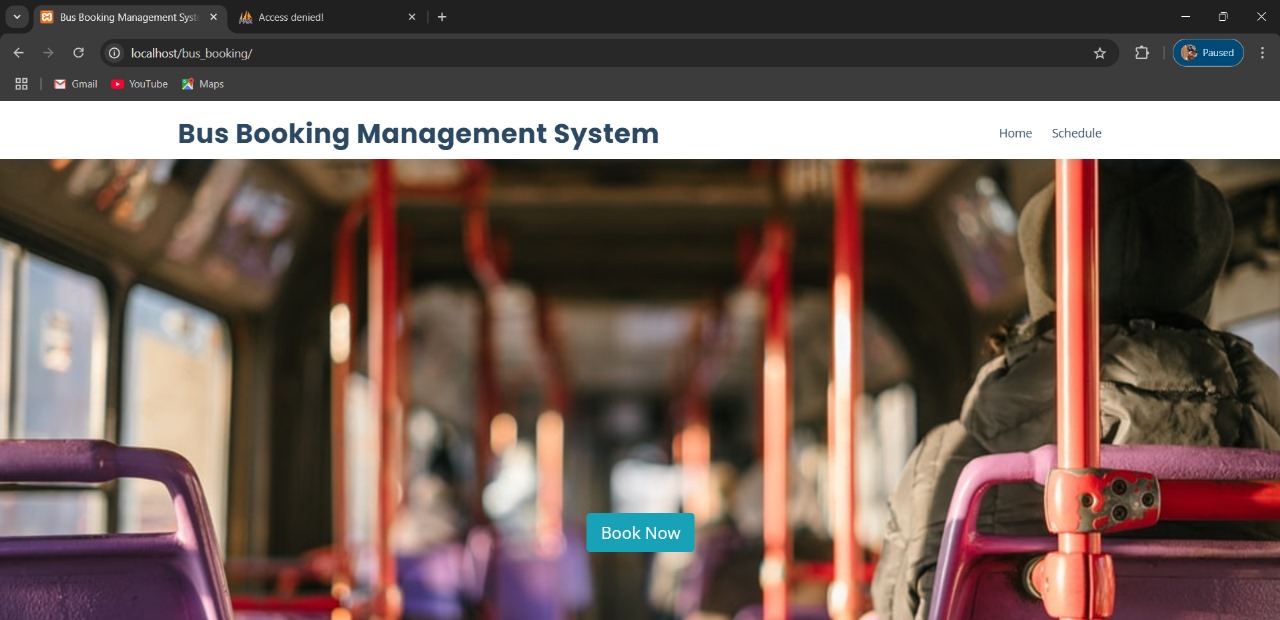 Bus Booking Management Syst
Access denied!
localhost/bus_booking/
Paused
Gmail
YouTube
Maps
Bus Booking Management System
Home
Schedule
Book Now